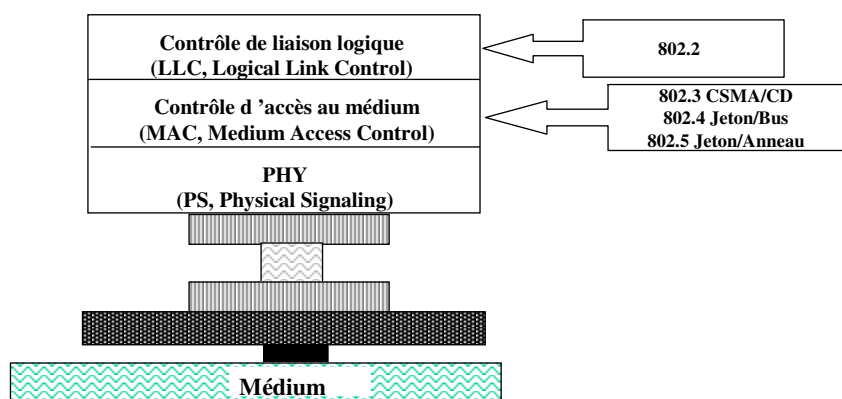 Contrôle de liaison logique
(LLC, Logical Link Control)
802.2
Contrôle d ’accès au médium
(MAC, Medium Access Control)
802.3 CSMA/CD
802.4 Jeton/Bus
802.5 Jeton/Anneau
PHY
(PS, Physical Signaling)
Médium